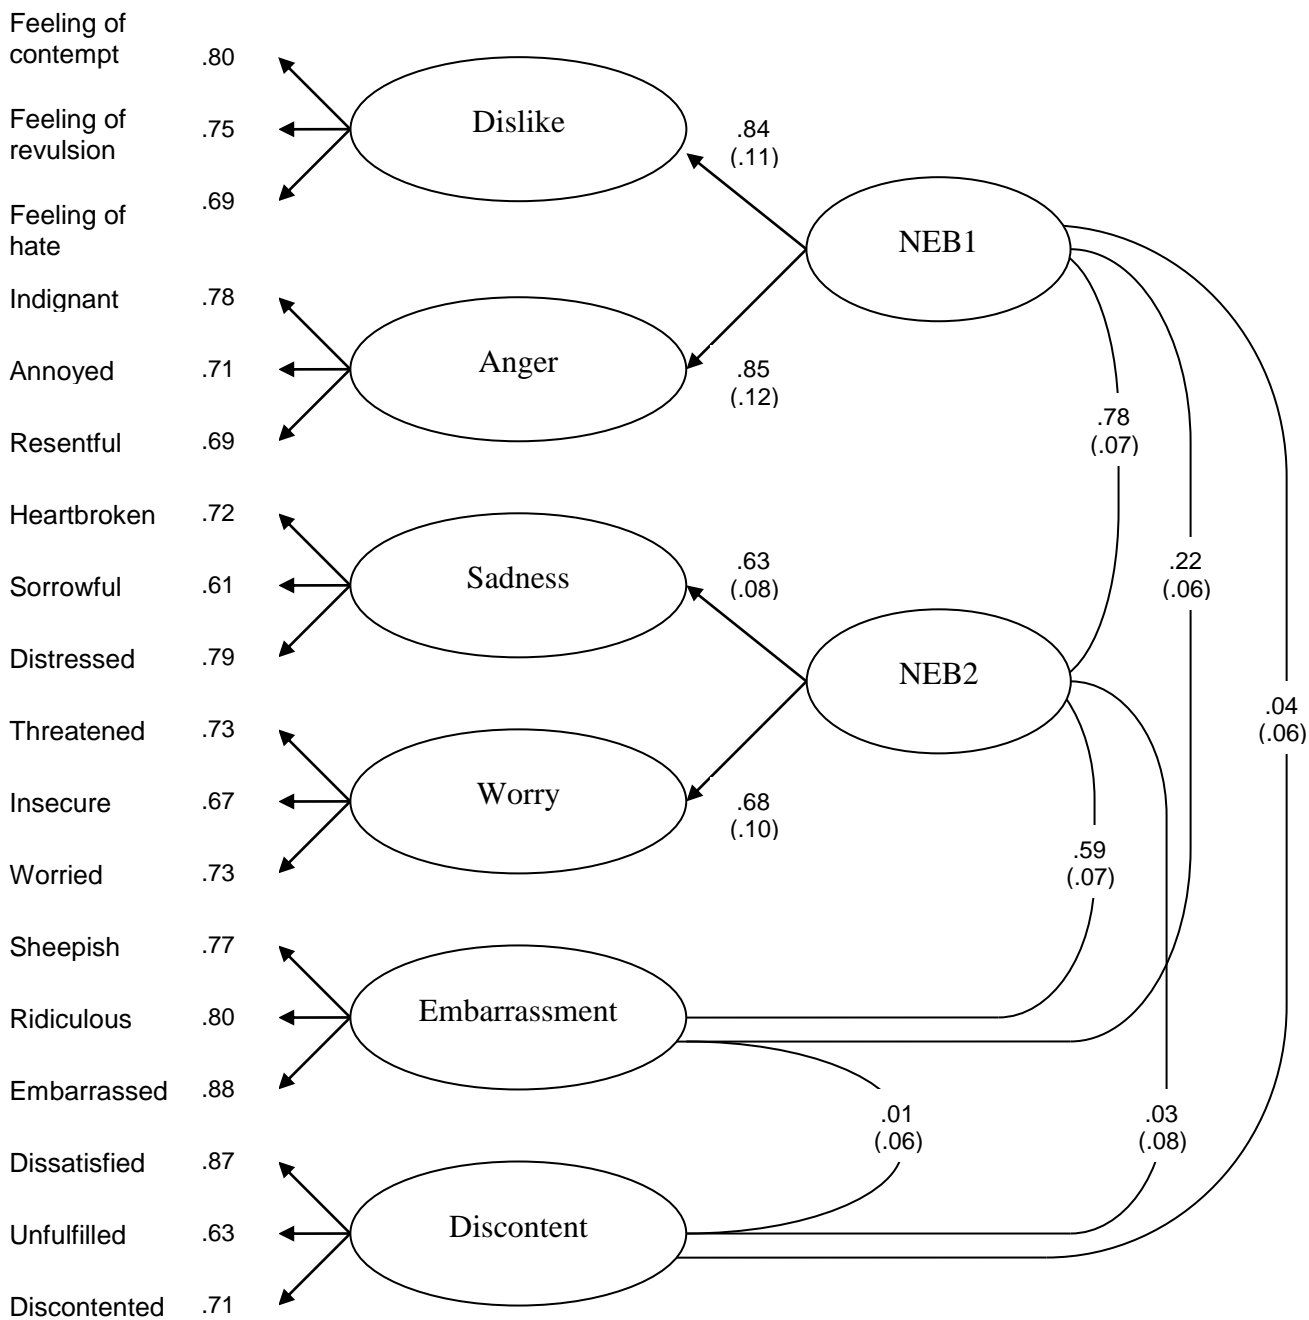 Feeling of
contempt
.80
Feeling of
revulsion
.75
.69
Feeling of
hate
Dislike
.84
(.11)
NEB1
Indignant
.78
Annoyed
.71
Anger
.85
(.12)
Resentful
.69
.78
(.07)
Heartbroken
.72
Sorrowful
.61
Sadness
.63
(.08)
.22
(.06)
Distressed
.79
NEB2
.04
(.06)
Threatened
.73
Insecure
.67
Worry
.68
(.10)
Worried
.73
.59
(.07)
Sheepish
.77
Ridiculous
.80
Embarrassment
Embarrassed
.88
.01
(.06)
.03
(.08)
Dissatisfied
.87
Unfulfilled
.63
Discontent
Discontented
.71